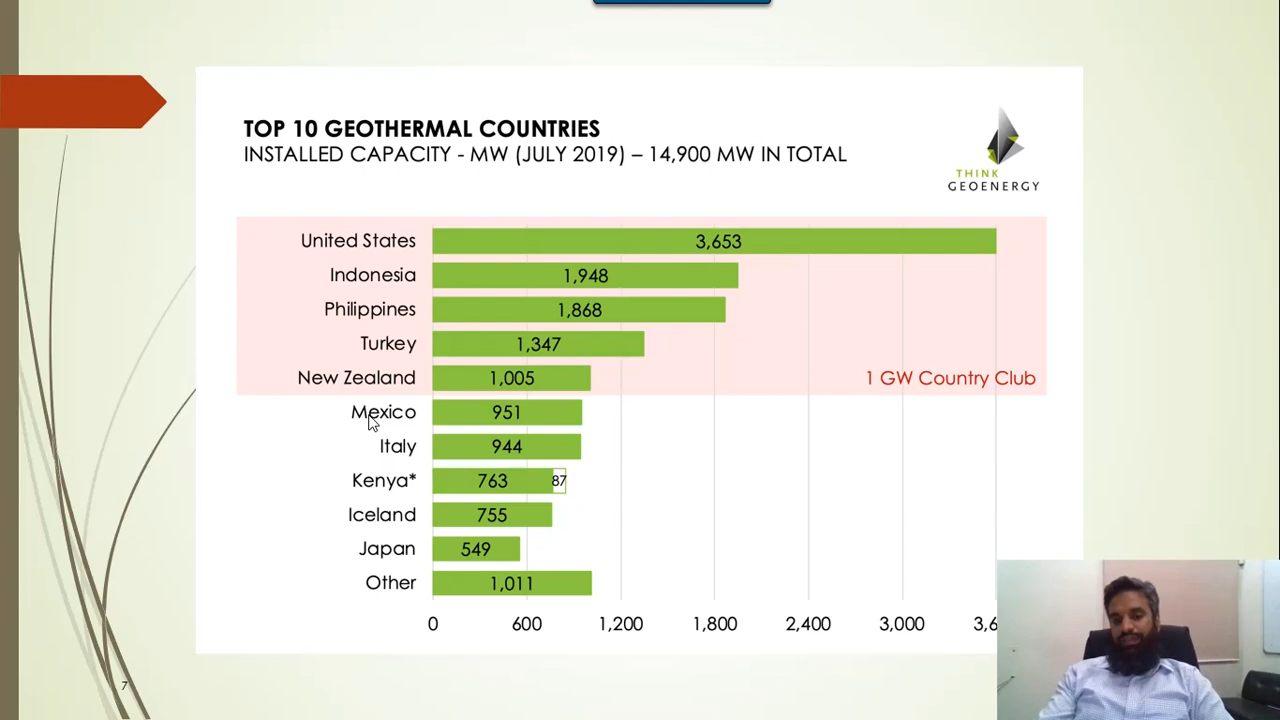 TOP 10 GEOTHERMAL COUNTRIES
INSTALLED CAPACITY - MW (JULY 2019) – 14,900 MW IN TOTAL
THINK
GEOENERGY
United States 3,653
Indonesia 1,948
Philippines 1,868
Turkey 1,347
New Zealand 1,005 1 GW Country Club
Mexico 951
Italy 944
Kenya* 763 87
Iceland 755
Japan 549
Other 1,011
0 600 1,200 1,800 2,400 3,000 3,6
7